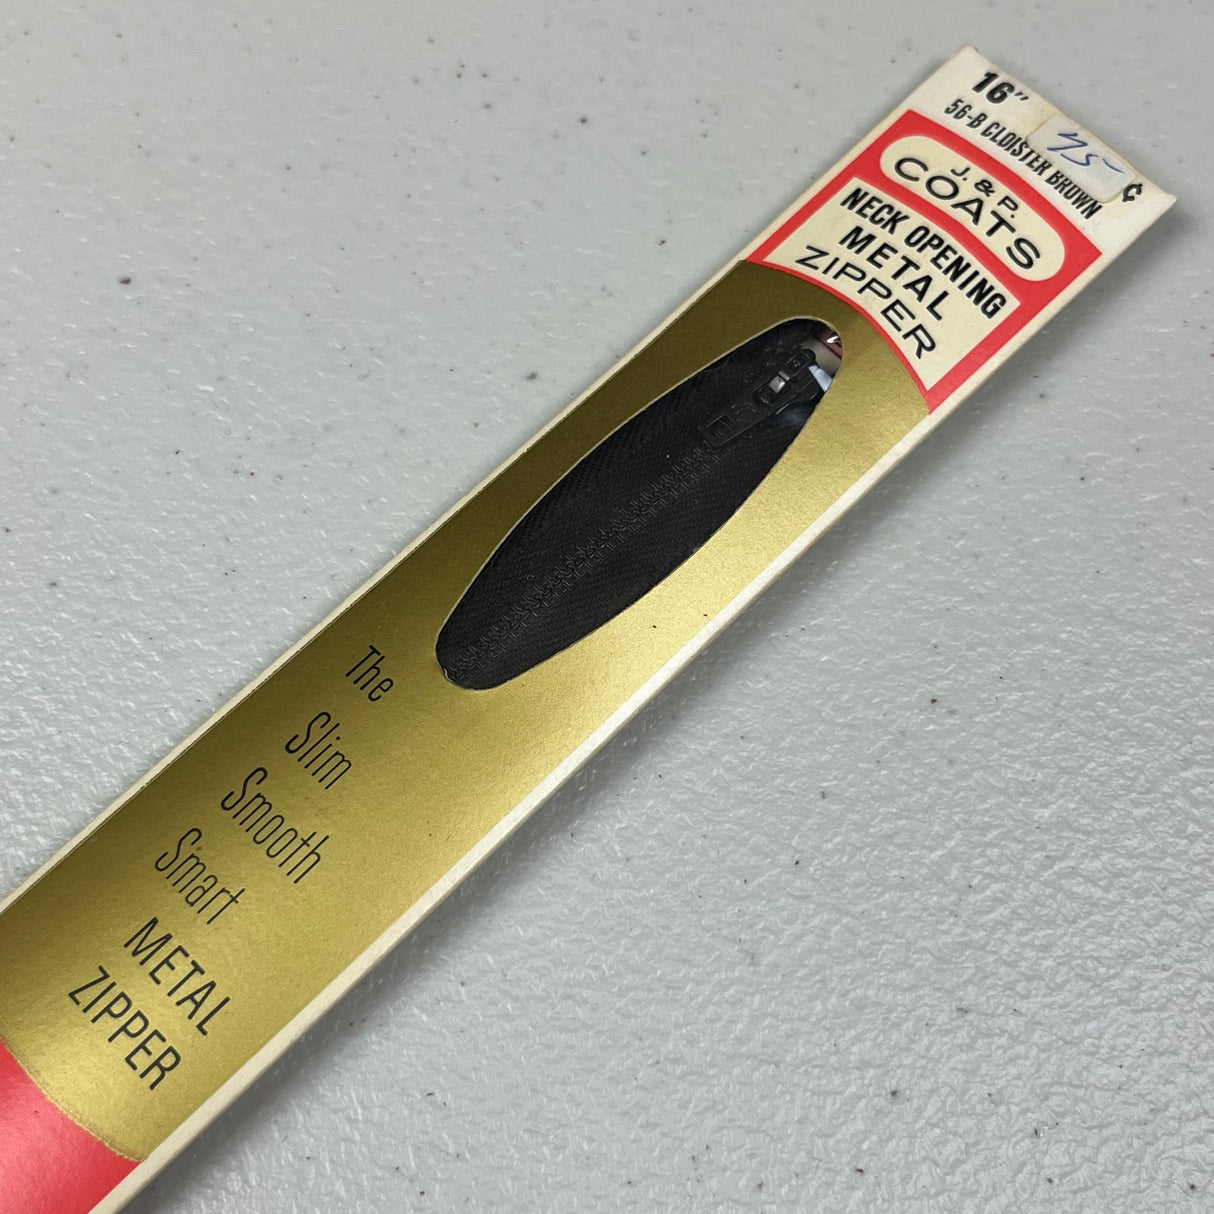 16"
56-B CLOISTER BROWN
75 ¢
J. & P.
COATS
NECK OPENING
METAL
ZIPPER
The
Slim
Smooth
Smart
METAL
ZIPPER